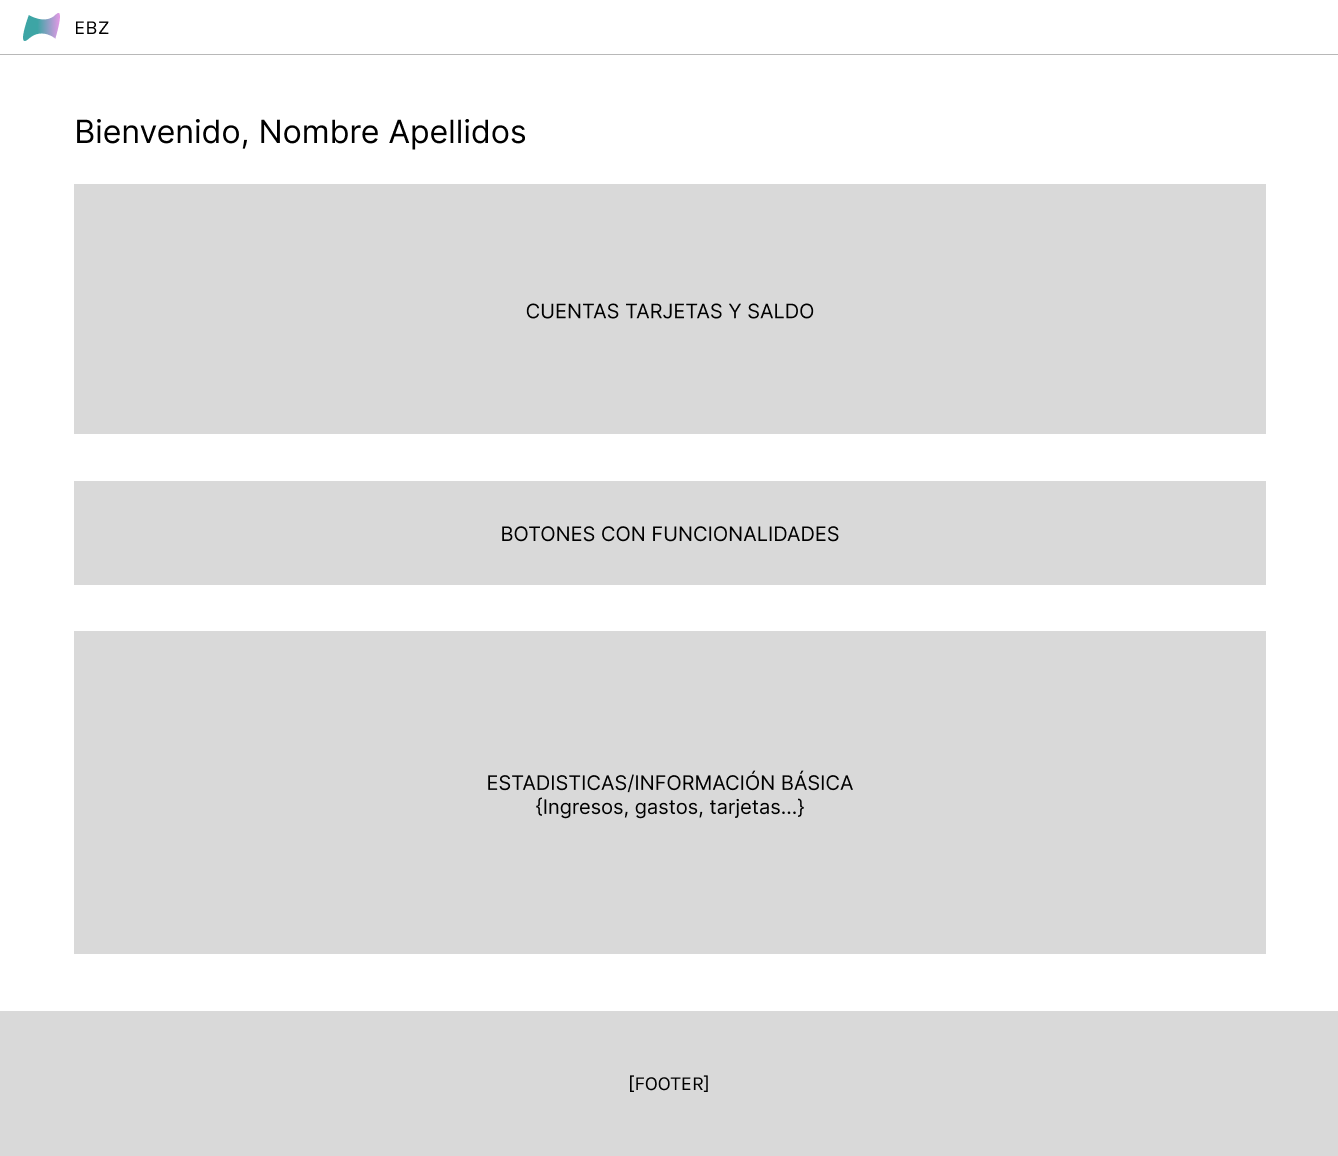 EBZ
Bienvenido, Nombre Apellidos
CUENTAS TARJETAS Y SALDO
BOTONES CON FUNCIONALIDADES
ESTADISTICAS/INFORMACIÓN BÁSICA
{Ingresos, gastos, tarjetas...}
[FOOTER]